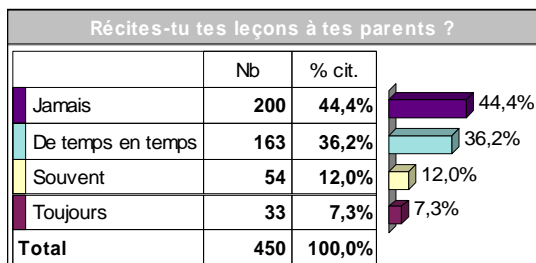 Récites-tu tes leçons à tes parents ?
Nb % cit.
Jamais 200 44,4% 44,4%
De temps en temps 163 36,2% 36,2%
Souvent 54 12,0% 12,0%
Toujours 33 7,3% 7,3%
Total 450 100,0%